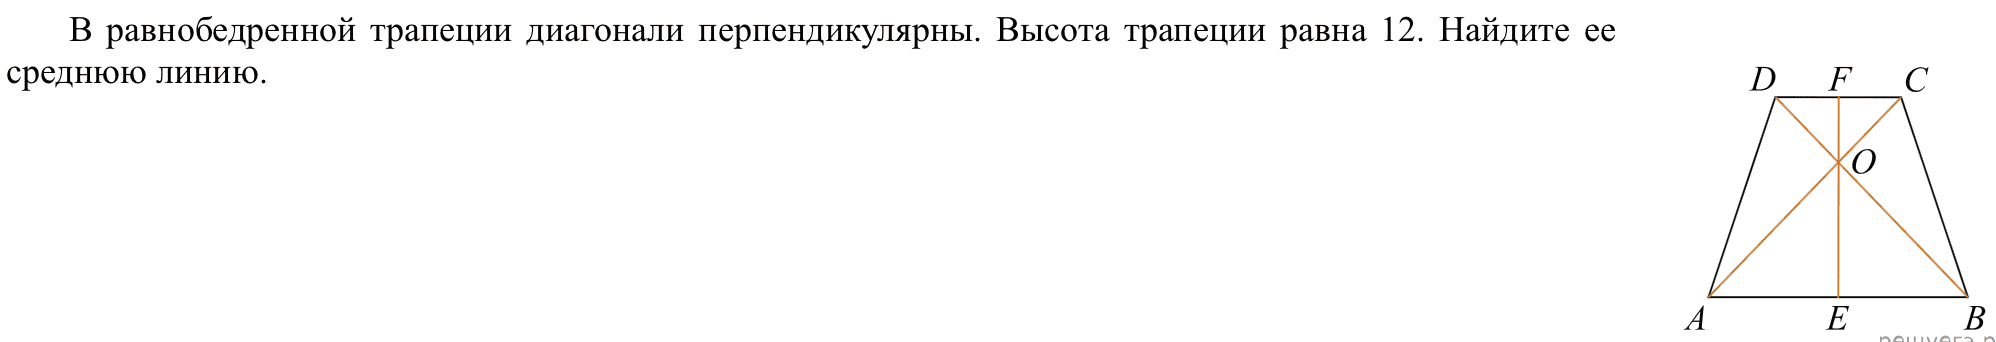 В равнобедренной трапеции диагонали перпендикулярны. Высота трапеции равна 12. Найдите ее
среднюю линию.
D F C
O
A E B